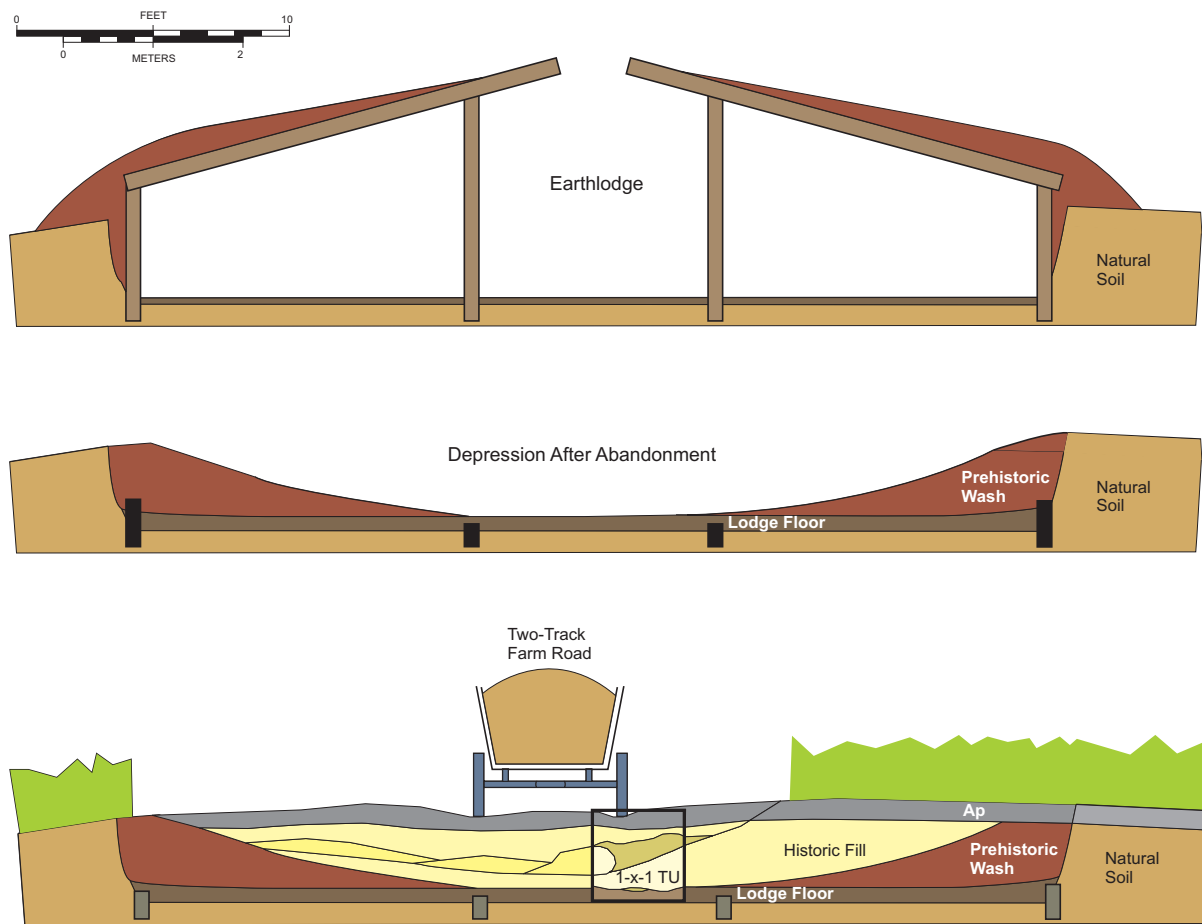 FEET
0 10
0 2
METERS
Earthlodge
Natural
Soil
Depression After Abandonment
Prehistoric
Wash
Natural
Soil
Lodge Floor
Two-Track
Farm Road
Ap
Historic Fill
Prehistoric
Wash
Natural
Soil
1-x-1 TU
Lodge Floor